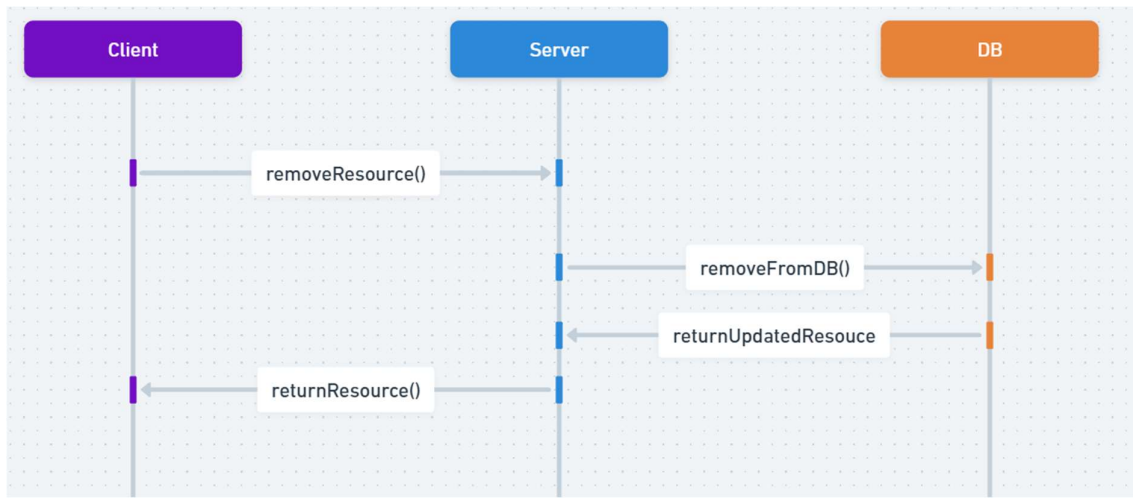 Client
Server
DB
removeResource()
removeFromDB()
returnUpdatedResouce
returnResource()